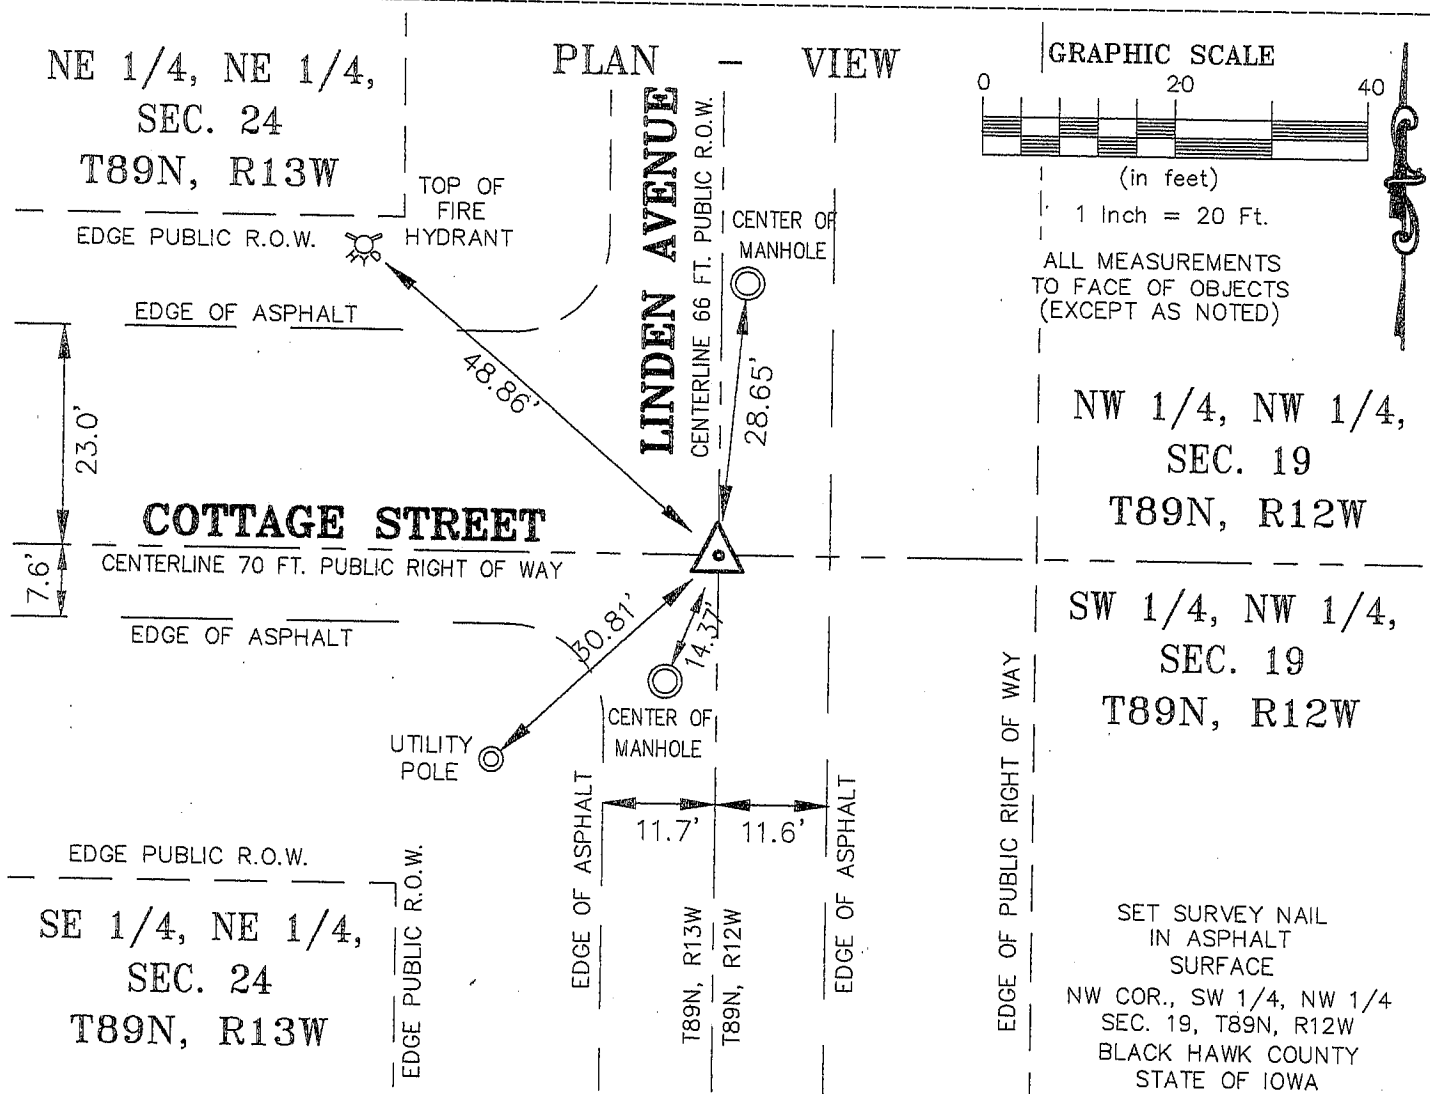 PLAN - VIEW
NE 1/4, NE 1/4,
SEC. 24
T89N, R13W
EDGE PUBLIC R.O.W.
TOP OF
FIRE
HYDRANT
EDGE OF ASPHALT
48.86'
23.0'
LINDEN AVENUE
CENTERLINE 66 FT. PUBLIC R.O.W.
CENTER OF
MANHOLE
28.65'
GRAPHIC SCALE
0 20 40
(in feet)
1 Inch = 20 Ft.
ALL MEASUREMENTS
TO FACE OF OBJECTS
(EXCEPT AS NOTED)
NW 1/4, NW 1/4,
SEC. 19
T89N, R12W
COTTAGE STREET
CENTERLINE 70 FT. PUBLIC RIGHT OF WAY
7.6'
EDGE OF ASPHALT
30.81'
14.37'
CENTER OF
MANHOLE
UTILITY
POLE
SW 1/4, NW 1/4,
SEC. 19
T89N, R12W
11.7'
11.6'
EDGE PUBLIC R.O.W.
SE 1/4, NE 1/4,
SEC. 24
T89N, R13W
EDGE PUBLIC R.O.W.
EDGE OF ASPHALT
T89N, R13W
T89N, R12W
EDGE OF ASPHALT
EDGE OF PUBLIC RIGHT OF WAY
SET SURVEY NAIL
IN ASPHALT
SURFACE
NW COR., SW 1/4, NW 1/4
SEC. 19, T89N, R12W
BLACK HAWK COUNTY
STATE OF IOWA